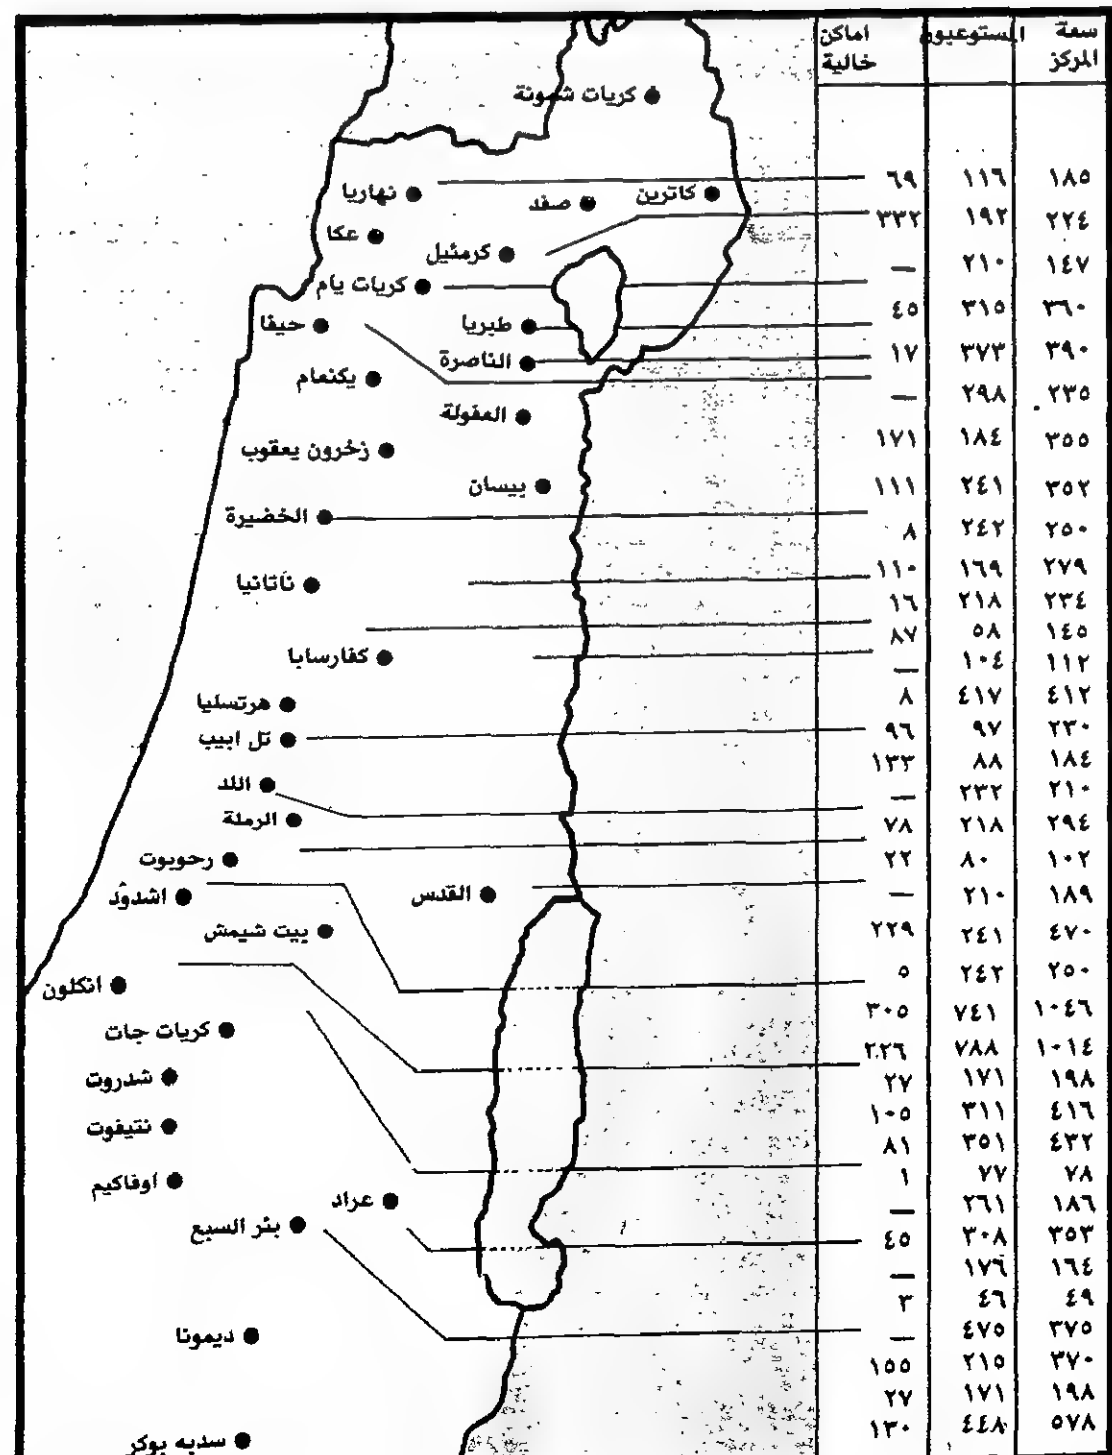 سعة المستوعبون اماكن
المركز خالية
كريات شمونة
١٨٥ ١١٦ ٦٩
كاترين صفد نهاريا
٢٢٤ ١٩٢ ٣٣٢
عكا
كرمئيل
١٤٧ ٢١٠ —
كريات يام
٣٦٠ ٣١٥ ٤٥
طبريا حيفا
٣٩٠ ٣٧٣ ١٧
الناصرة
يكنعام
٢٣٥ ٢٩٨ —
العفولة
٣٥٥ ١٨٤ ١٧١
زخرون يعقوب
بيسان
٣٥٢ ٢٤١ ١١١
الخضيرة
٢٥٠ ٢٤٢ ٨
٢٧٩ ١٦٩ ١١٠
ناتانيا
٢٣٤ ٢١٨ ١٦
١٤٥ ٥٨ ٨٧
كفارسابا
١١٢ ١٠٤ —
٤١٢ ٤١٧ ٨
هرتسليا
٢٣٠ ٩٧ ٩٦
تل ابيب
١٨٤ ٨٨ ١٣٣
اللد
٢١٠ ٢٣٢ —
الرملة
٢٩٤ ٢١٨ ٧٨
١٠٢ ٨٠ ٢٢
رحوبوت
١٨٩ ٢١٠ —
القدس اشدود
٤٧٠ ٢٤١ ٢٢٩
بيت شيمش
٢٥٠ ٢٤٢ ٥
انكلون
١٠٤٦ ٧٤١ ٣٠٥
كريات جات
١٠١٤ ٧٨٨ ٢٢٦
شدروت
١٩٨ ١٧١ ٢٧
٤١٦ ٣١١ ١٠٥
نتيفوت
٤٣٢ ٣٥١ ٨١
٧٨ ٧٧ ١
اوفاكيم
١٨٦ ٢٦١ —
عراد
بئر السبع
٣٥٣ ٣٠٨ ٤٥
١٦٤ ١٧٦ —
٤٩ ٤٦ ٣
٣٧٥ ٤٧٥ —
ديمونا
٣٧٠ ٢١٥ ١٥٥
١٩٨ ١٧١ ٢٧
٥٧٨ ٤٤٨ ١٣٠
سديه بوكر